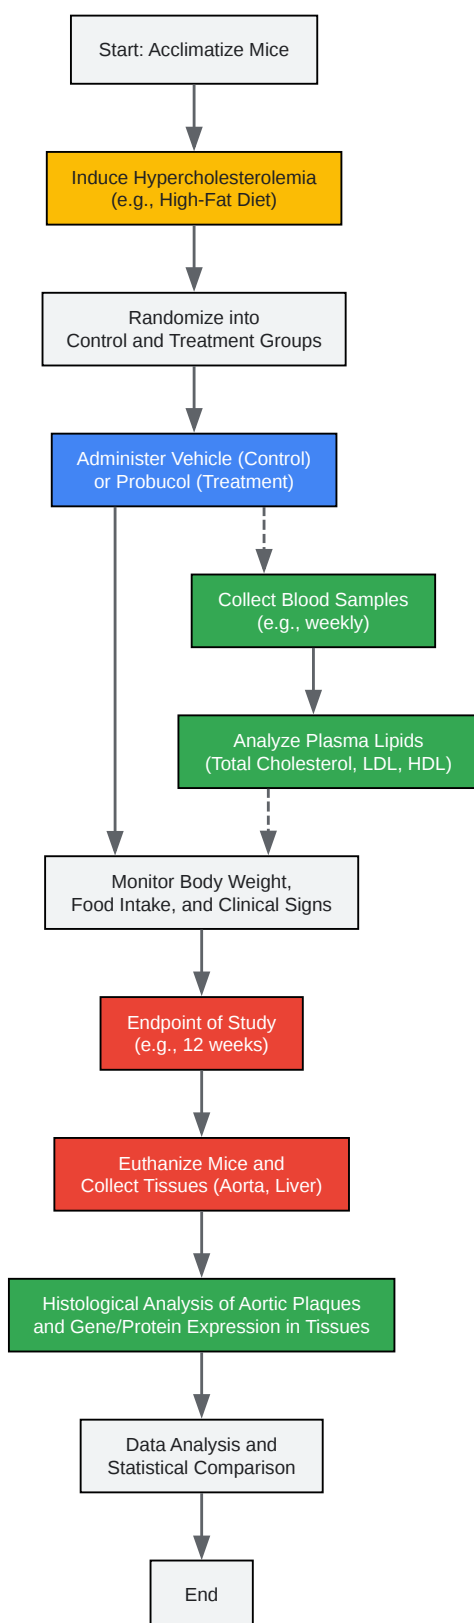 Start: Acclimatize Mice
Induce Hypercholesterolemia
(e.g., High-Fat Diet)
Randomize into
Control and Treatment Groups
Administer Vehicle (Control)
or Probucol (Treatment)
Collect Blood Samples
(e.g., weekly)
Analyze Plasma Lipids
(Total Cholesterol, LDL, HDL)
Monitor Body Weight,
Food Intake, and Clinical Signs
Endpoint of Study
(e.g., 12 weeks)
Euthanize Mice and
Collect Tissues (Aorta, Liver)
Histological Analysis of Aortic Plaques
and Gene/Protein Expression in Tissues
Data Analysis and
Statistical Comparison
End